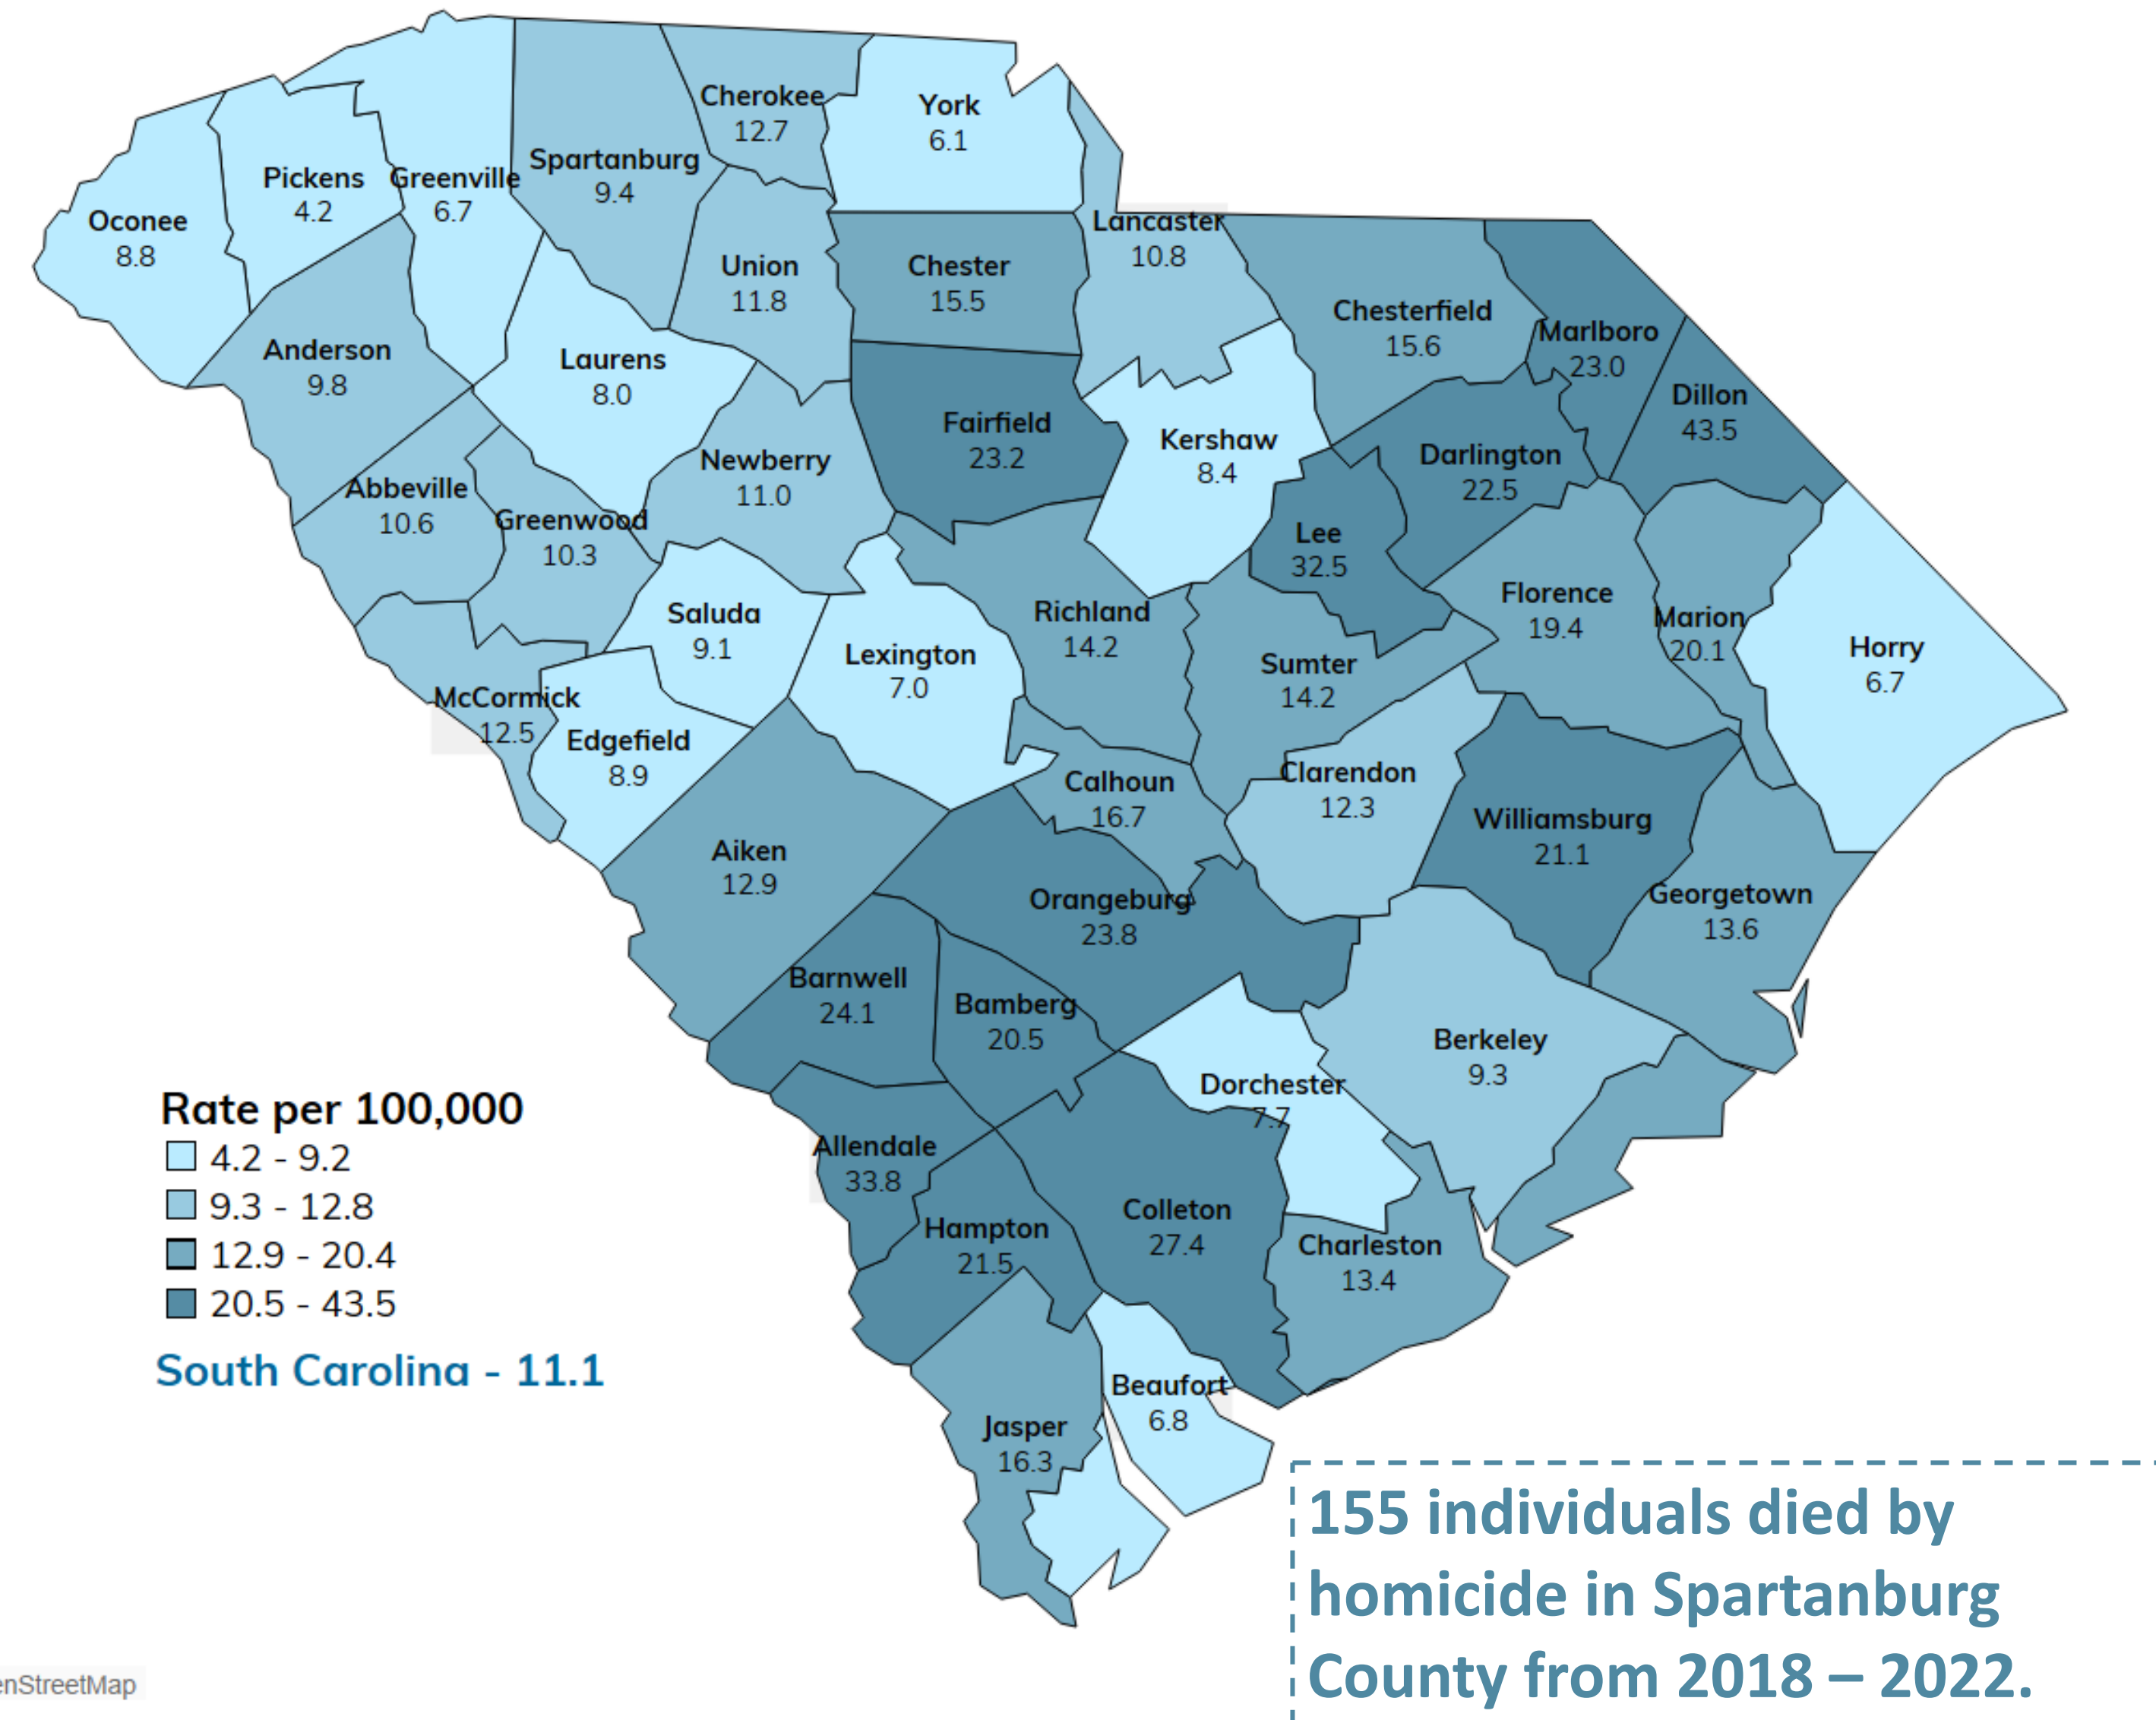 Cherokee
12.7
York
6.1
Spartanburg
9.4
Pickens
4.2
Greenville
6.7
Oconee
8.8
Lancaster
10.8
Union
11.8
Chester
15.5
Chesterfield
15.6
Marlboro
23.0
Anderson
9.8
Laurens
8.0
Dillon
43.5
Fairfield
23.2
Kershaw
8.4
Darlington
22.5
Newberry
11.0
Abbeville
10.6
Greenwood
10.3
Lee
32.5
Florence
19.4
Saluda
9.1
Richland
14.2
Marion
20.1
Lexington
7.0
Sumter
14.2
Horry
6.7
McCormick
12.5
Edgefield
8.9
Calhoun
16.7
Clarendon
12.3
Williamsburg
21.1
Aiken
12.9
Orangeburg
23.8
Georgetown
13.6
Barnwell
24.1
Bamberg
20.5
Berkeley
9.3
Dorchester
7.7
Allendale
33.8
Colleton
27.4
Hampton
21.5
Charleston
13.4
Beaufort
6.8
Jasper
16.3
Rate per 100,000
4.2 - 9.2
9.3 - 12.8
12.9 - 20.4
20.5 - 43.5
South Carolina - 11.1
155 individuals died by
homicide in Spartanburg
County from 2018 – 2022.
enStreetMap